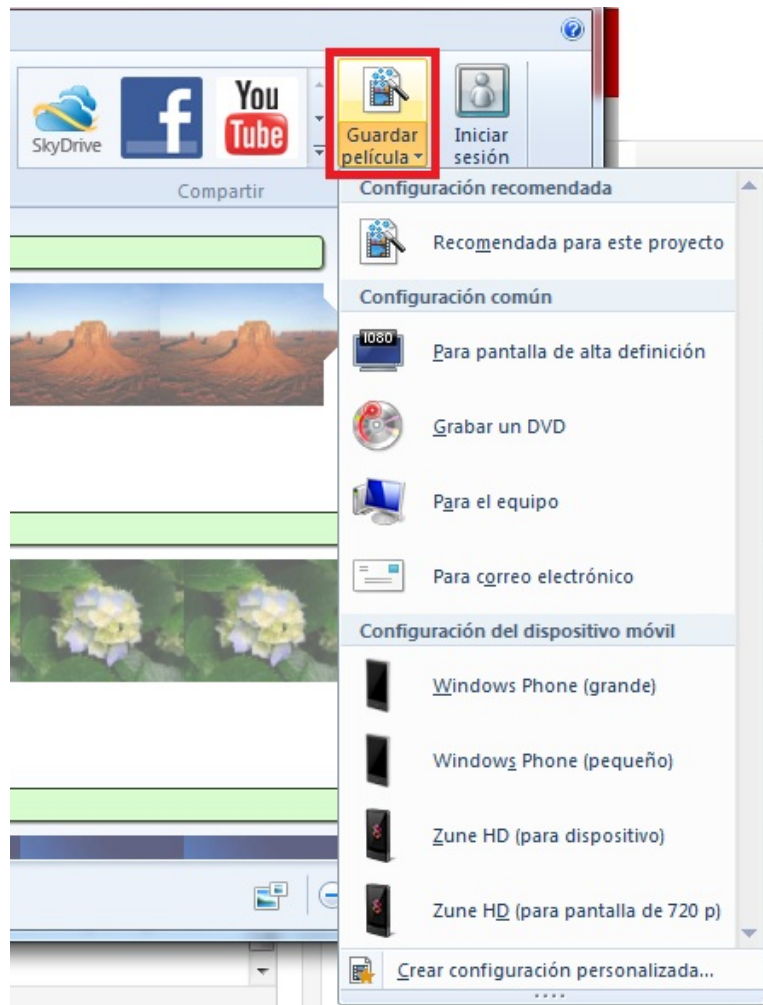 You
Tube
SkyDrive
f
Guardar
película
Iniciar
sesión
Compartir
Configuración recomendada
Recomendada para este proyecto
Configuración común
1080
Para pantalla de alta definición
Grabar un DVD
Para el equipo
Para correo electrónico
Configuración del dispositivo móvil
Windows Phone (grande)
Windows Phone (pequeño)
Zune HD (para dispositivo)
Zune HD (para pantalla de 720 p)
Crear configuración personalizada...